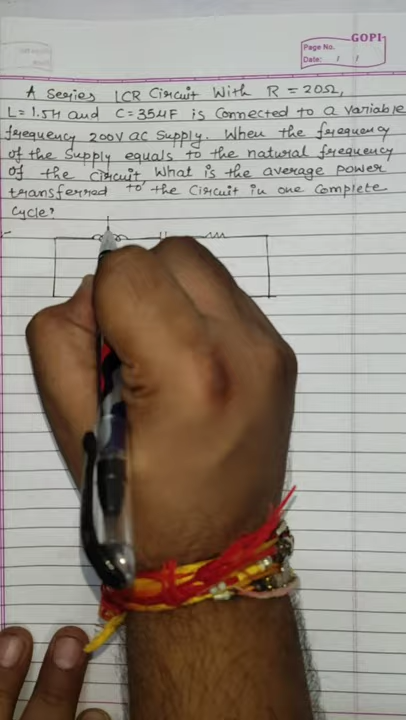 GOPI
Page No.
Date: / /
A Series LCR Circuit With R = 20Ω,
L = 1.5H and C = 35μF is Connected to a variable
frequency 200V ac Supply. When the frequency
of the Supply equals to the natural frequency
of the circuit, What is the average power
transferred to the Circuit in one Complete
Cycle?